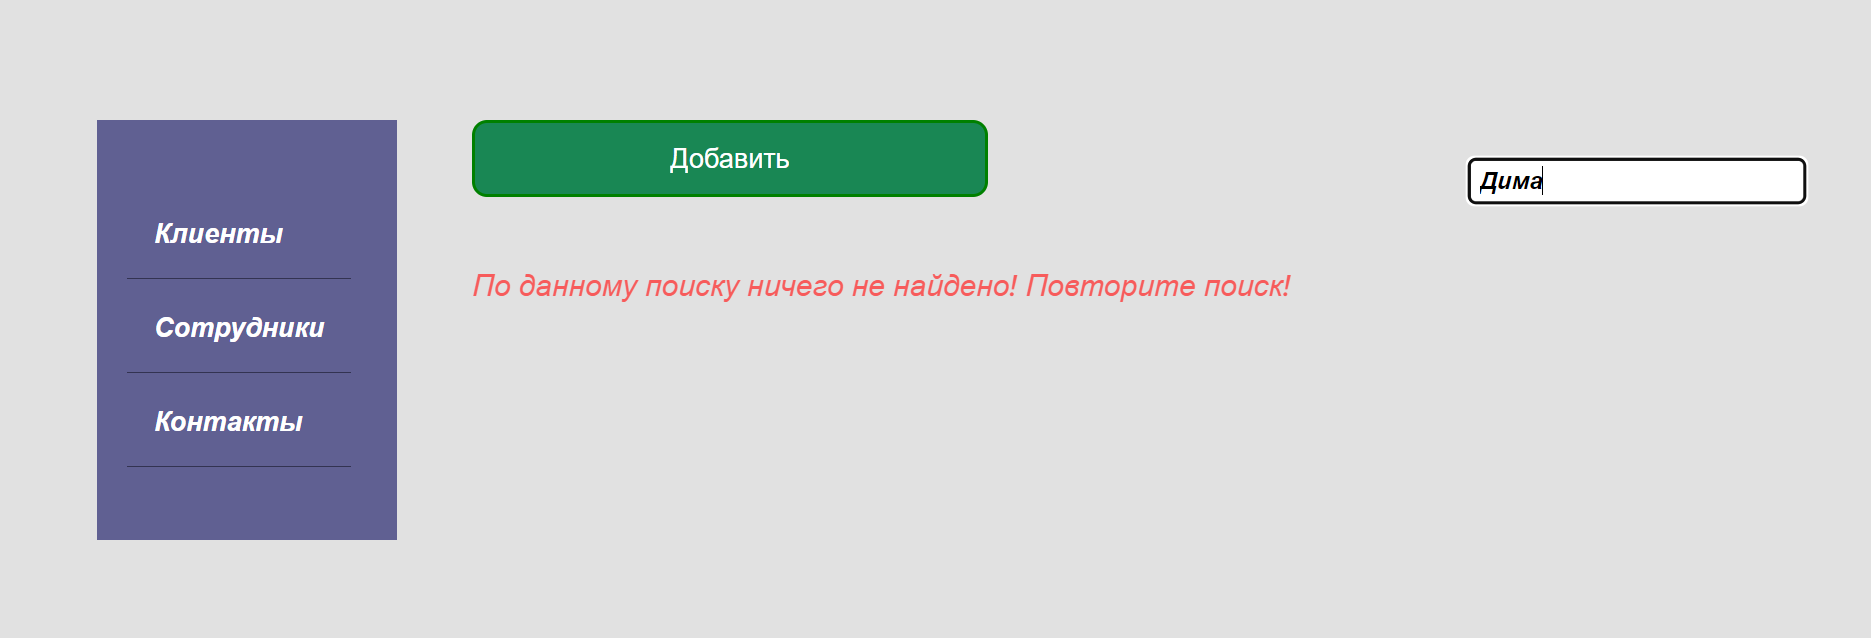 Добавить
Дима
Клиенты
Сотрудники
Контакты
По данному поиску ничего не найдено! Повторите поиск!